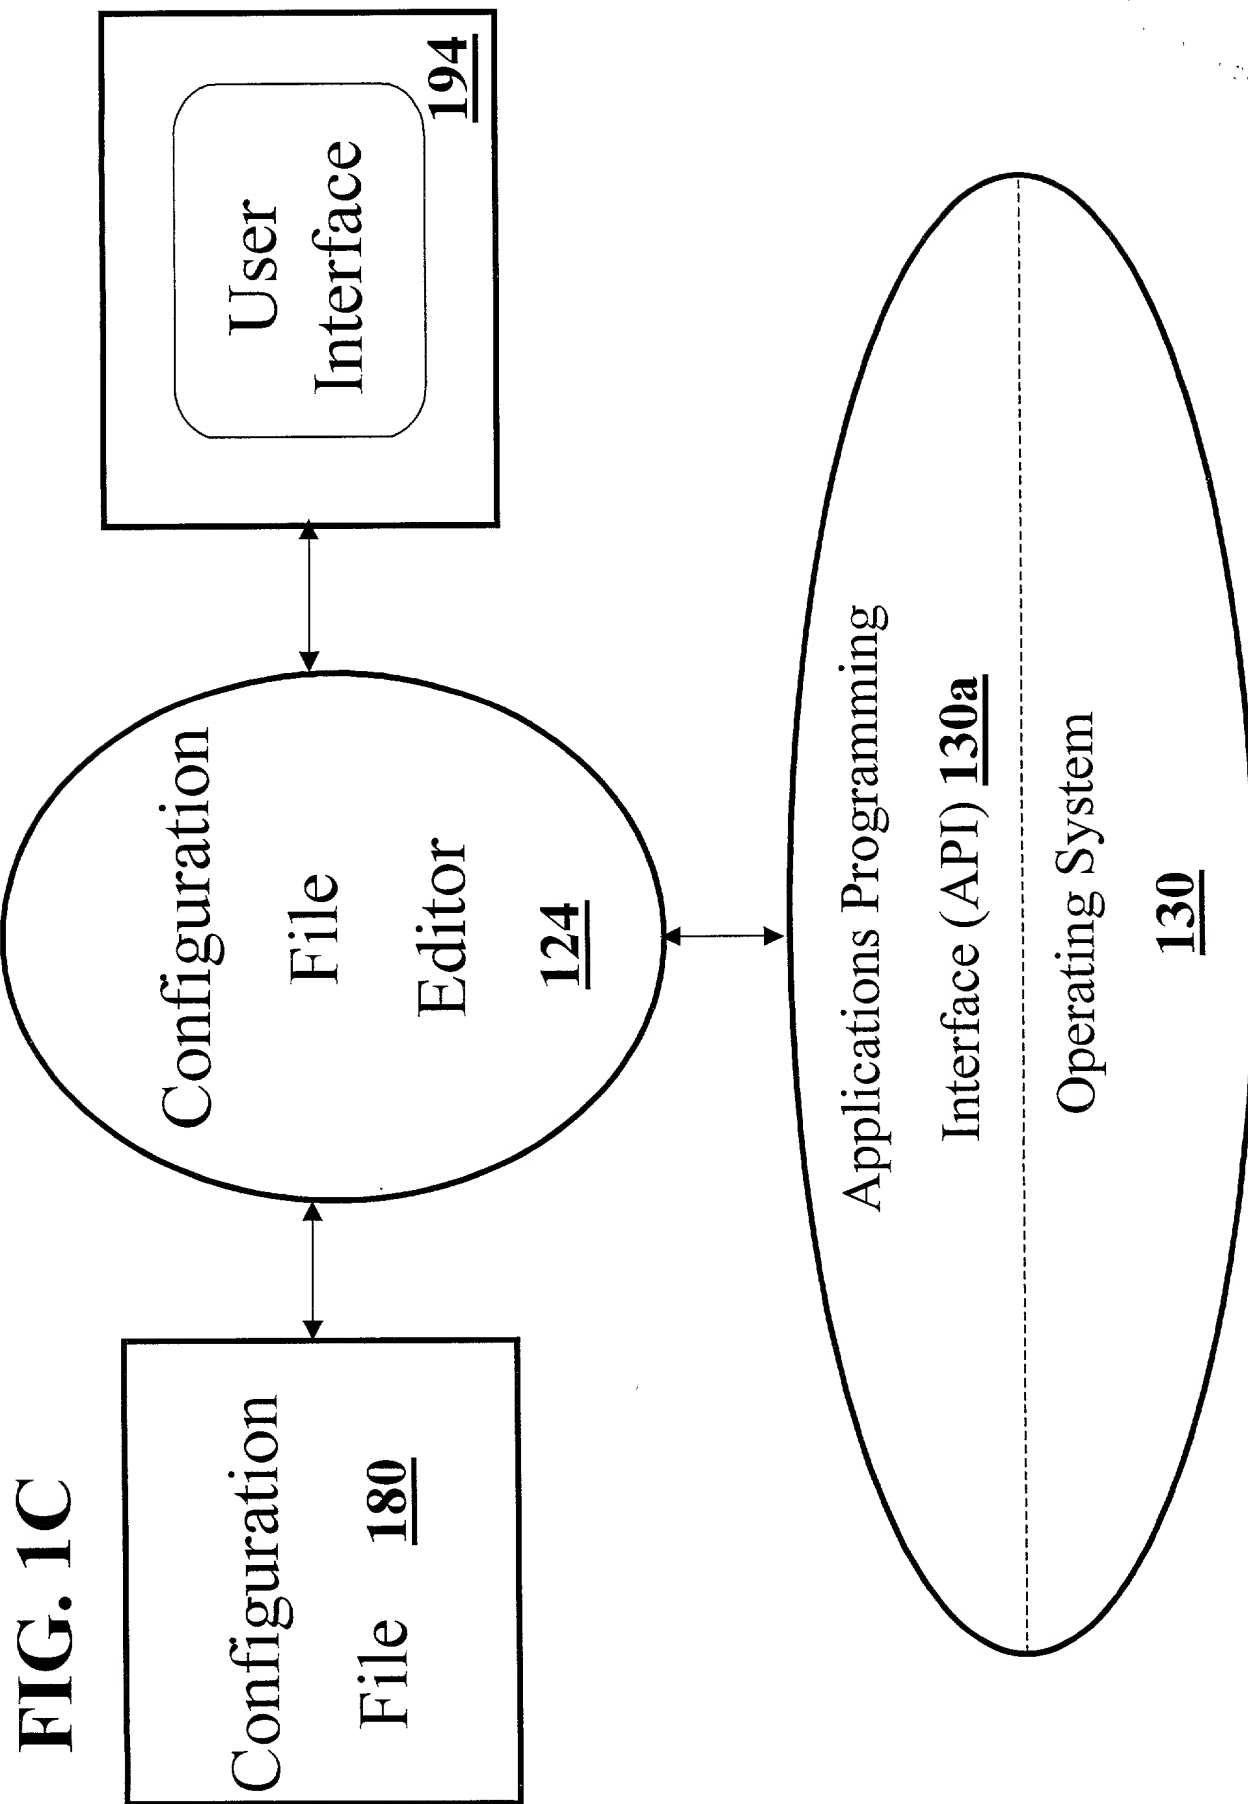 FIG. 1C
Configuration
File 180
Configuration
File
Editor
124
User
Interface
194
Applications Programming
Interface (API) 130a
Operating System
130